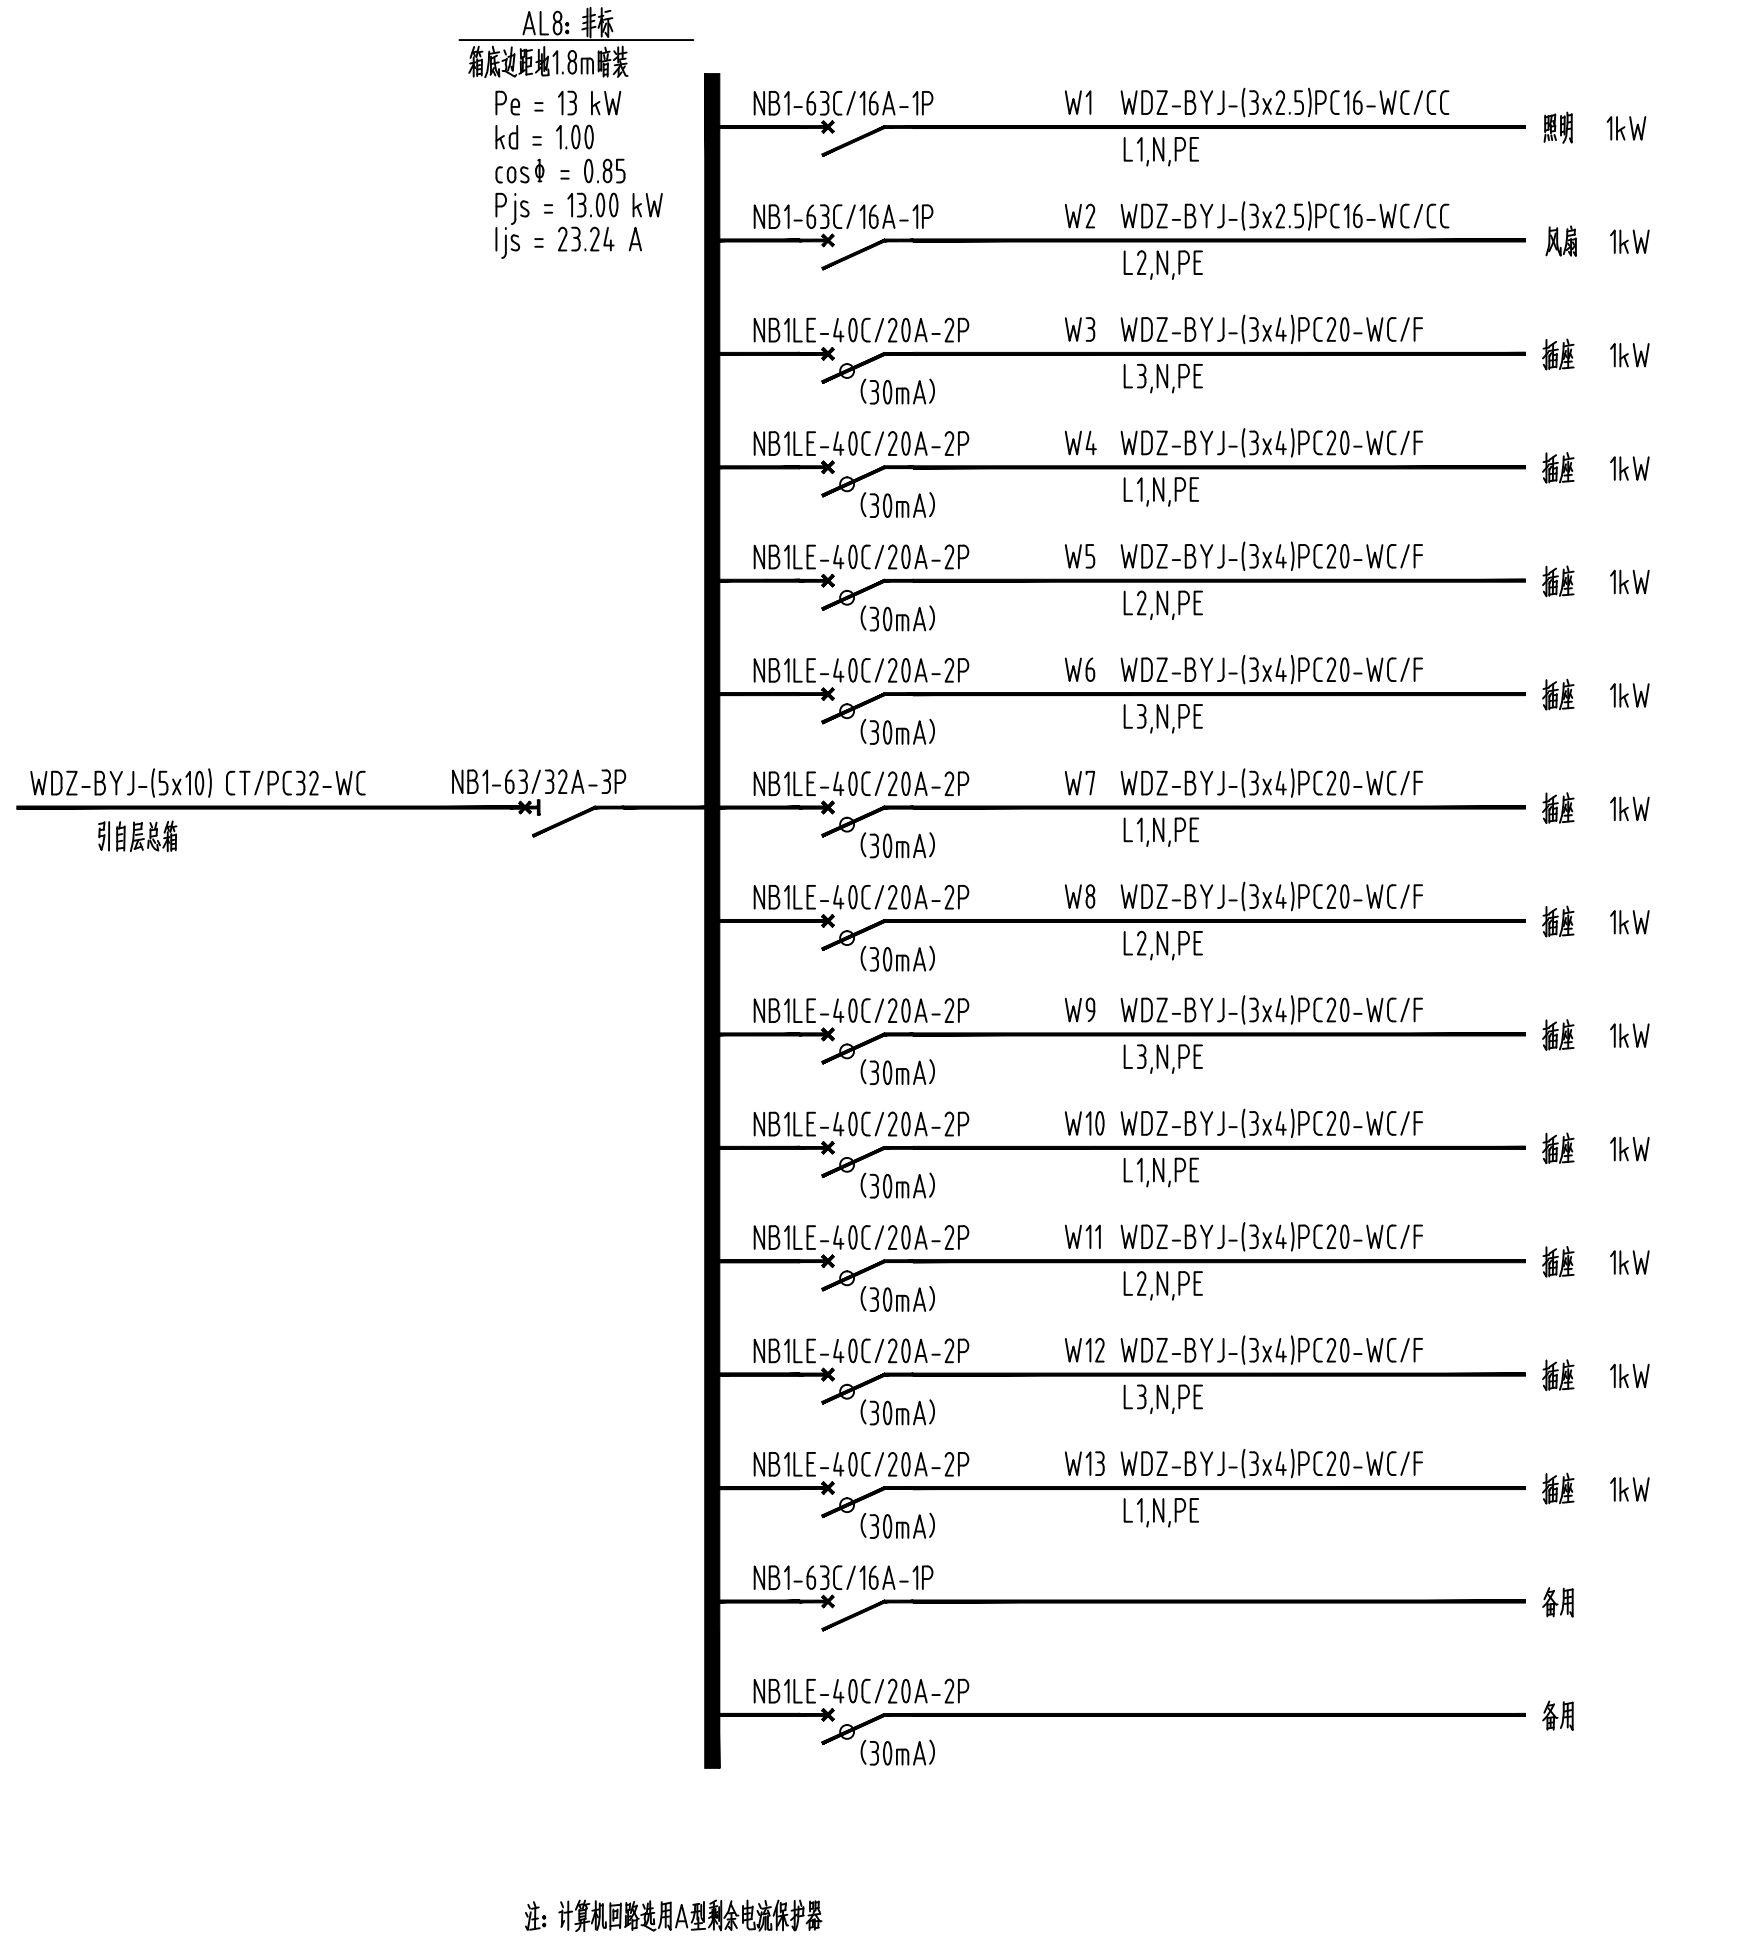 AL8: 非标
箱底边距地1.8m暗装
Pe = 13 kW
kd = 1.00
cosΦ = 0.85
Pjs = 13.00 kW
Ijs = 23.24 A
WDZ-BYJ-(5x10) CT/PC32-WC
引自层总箱
NB1-63/32A-3P
NB1-63C/16A-1P W1 WDZ-BYJ-(3x2.5)PC16-WC/CC
L1,N,PE
照明 1kW
NB1-63C/16A-1P W2 WDZ-BYJ-(3x2.5)PC16-WC/CC
L2,N,PE
风扇 1kW
NB1LE-40C/20A-2P W3 WDZ-BYJ-(3x4)PC20-WC/F
(30mA) L3,N,PE
插座 1kW
NB1LE-40C/20A-2P W4 WDZ-BYJ-(3x4)PC20-WC/F
(30mA) L1,N,PE
插座 1kW
NB1LE-40C/20A-2P W5 WDZ-BYJ-(3x4)PC20-WC/F
(30mA) L2,N,PE
插座 1kW
NB1LE-40C/20A-2P W6 WDZ-BYJ-(3x4)PC20-WC/F
(30mA) L3,N,PE
插座 1kW
NB1LE-40C/20A-2P W7 WDZ-BYJ-(3x4)PC20-WC/F
(30mA) L1,N,PE
插座 1kW
NB1LE-40C/20A-2P W8 WDZ-BYJ-(3x4)PC20-WC/F
(30mA) L2,N,PE
插座 1kW
NB1LE-40C/20A-2P W9 WDZ-BYJ-(3x4)PC20-WC/F
(30mA) L3,N,PE
插座 1kW
NB1LE-40C/20A-2P W10 WDZ-BYJ-(3x4)PC20-WC/F
(30mA) L1,N,PE
插座 1kW
NB1LE-40C/20A-2P W11 WDZ-BYJ-(3x4)PC20-WC/F
(30mA) L2,N,PE
插座 1kW
NB1LE-40C/20A-2P W12 WDZ-BYJ-(3x4)PC20-WC/F
(30mA) L3,N,PE
插座 1kW
NB1LE-40C/20A-2P W13 WDZ-BYJ-(3x4)PC20-WC/F
(30mA) L1,N,PE
插座 1kW
NB1-63C/16A-1P
备用
NB1LE-40C/20A-2P
(30mA)
备用
注: 计算机回路选用A型剩余电流保护器